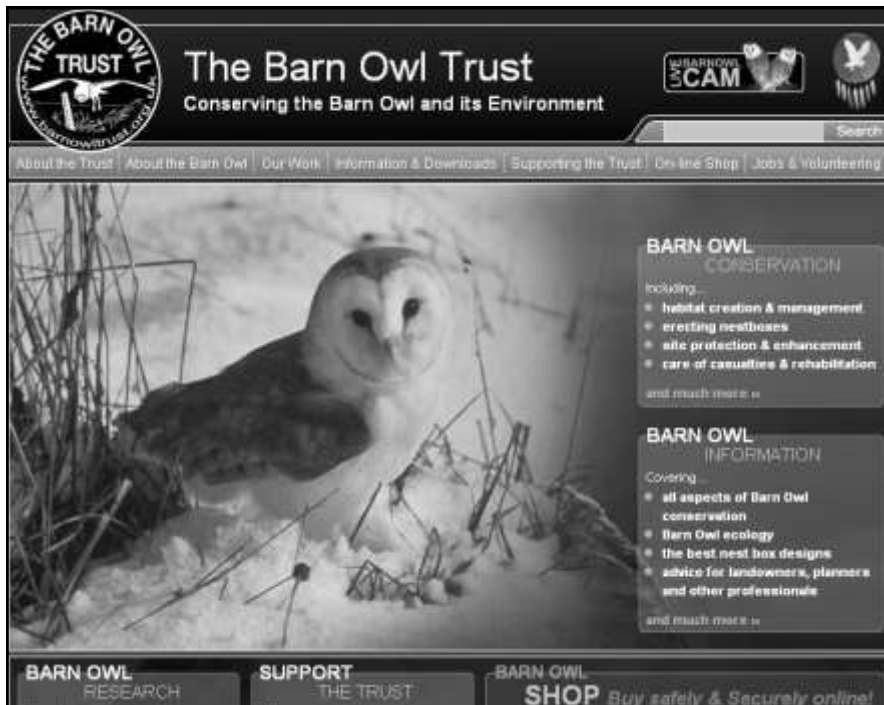 THE BARN OWL
TRUST
www.barnowltrust.org.uk
The Barn Owl Trust
Conserving the Barn Owl and its Environment
LIVE BARNOWL
CAM
Search
About the Trust About the Barn Owl Our Work Information & Downloads Supporting the Trust On-line Shop Jobs & Volunteering
BARN OWL
CONSERVATION
Including...
habitat creation & management
erecting nestboxes
site protection & enhancement
care of casualties & rehabilitation
and much more »
BARN OWL
INFORMATION
Covering...
all aspects of Barn Owl
conservation
Barn Owl ecology
the best nest box designs
advice for landowners, planners
and other professionals
and much more »
BARN OWL
RESEARCH
SUPPORT
THE TRUST
BARN OWL
SHOP Buy safely & Securely online!